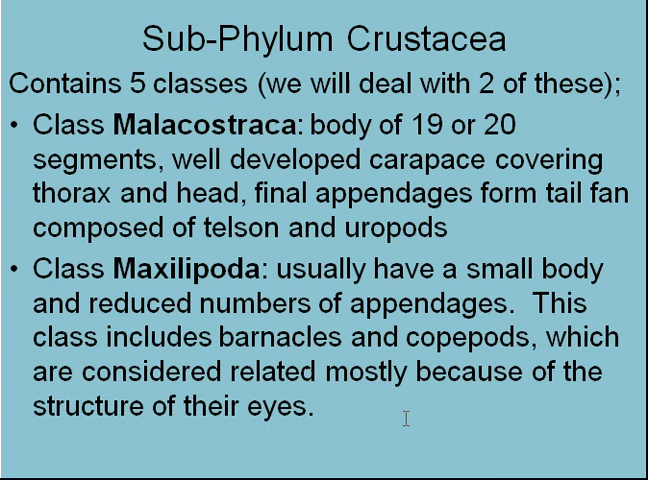 Sub-Phylum Crustacea
Contains 5 classes (we will deal with 2 of these);
• Class Malacostraca: body of 19 or 20
segments, well developed carapace covering
thorax and head, final appendages form tail fan
composed of telson and uropods
• Class Maxilipoda: usually have a small body
and reduced numbers of appendages.  This
class includes barnacles and copepods, which
are considered related mostly because of the
structure of their eyes.